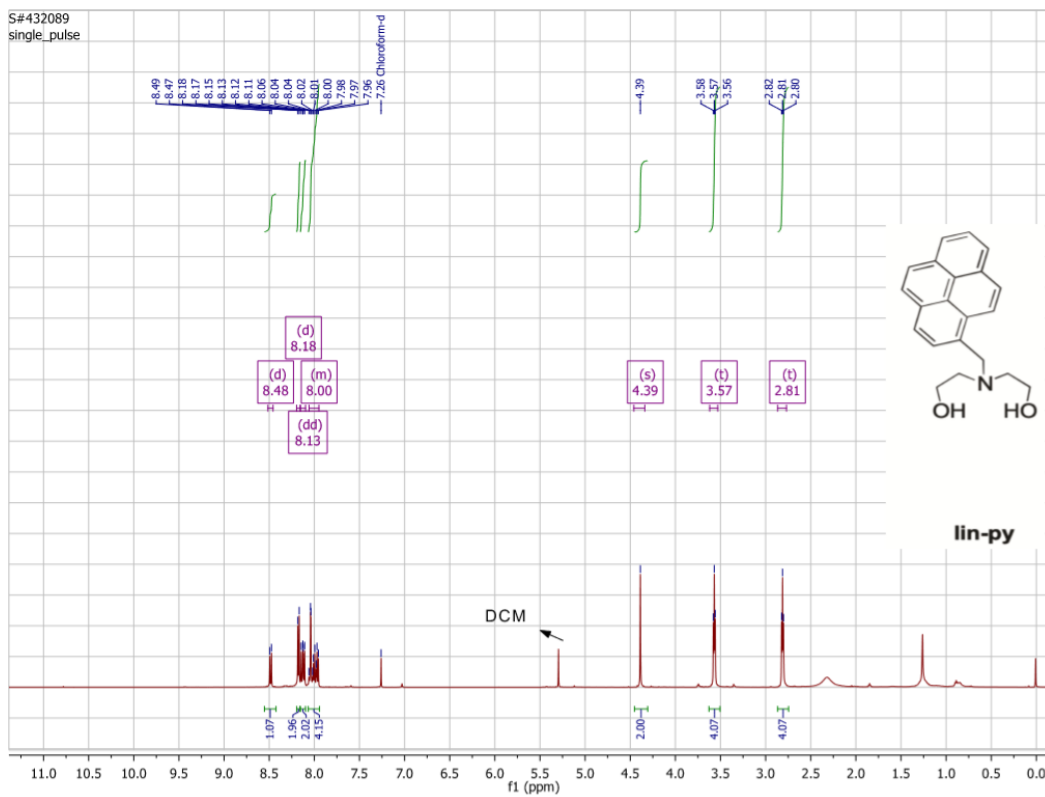 S#432089
single_pulse
8.49
8.47
8.18
8.17
8.15
8.13
8.12
8.11
8.06
8.04
8.04
8.02
8.01
8.00
7.98
7.97
7.96
7.26 Chloroform-d
4.39
3.58
3.57
3.56
2.82
2.81
2.80
(d)
8.18
(d)
8.48
(m)
8.00
(dd)
8.13
(s)
4.39
(t)
3.57
(t)
2.81
N
OH
HO
lin-py
DCM
1.07
1.96
2.02
4.15
2.00
4.07
4.07
11.0 10.5 10.0 9.5 9.0 8.5 8.0 7.5 7.0 6.5 6.0 5.5 5.0 4.5 4.0 3.5 3.0 2.5 2.0 1.5 1.0 0.5 0.0
f1 (ppm)